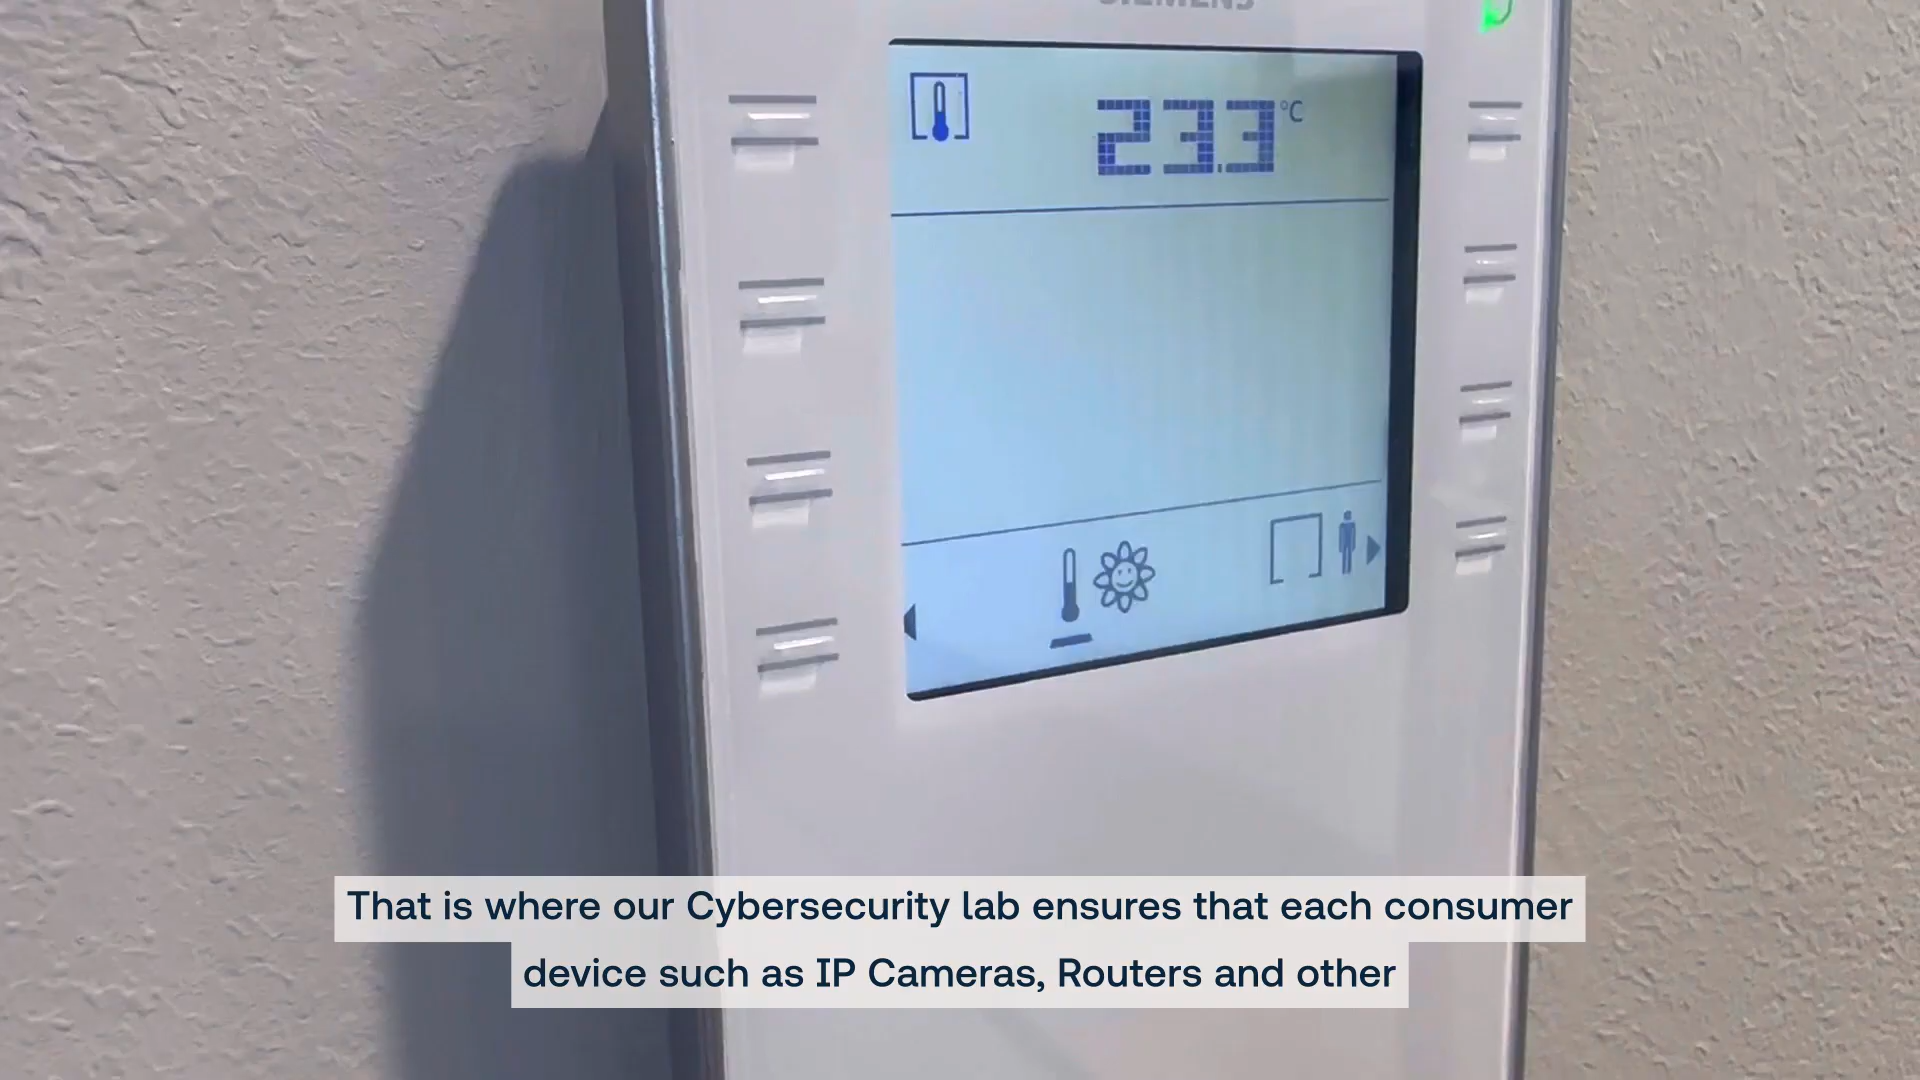 SIEMENS
23.3 °C
That is where our Cybersecurity lab ensures that each consumer
device such as IP Cameras, Routers and other